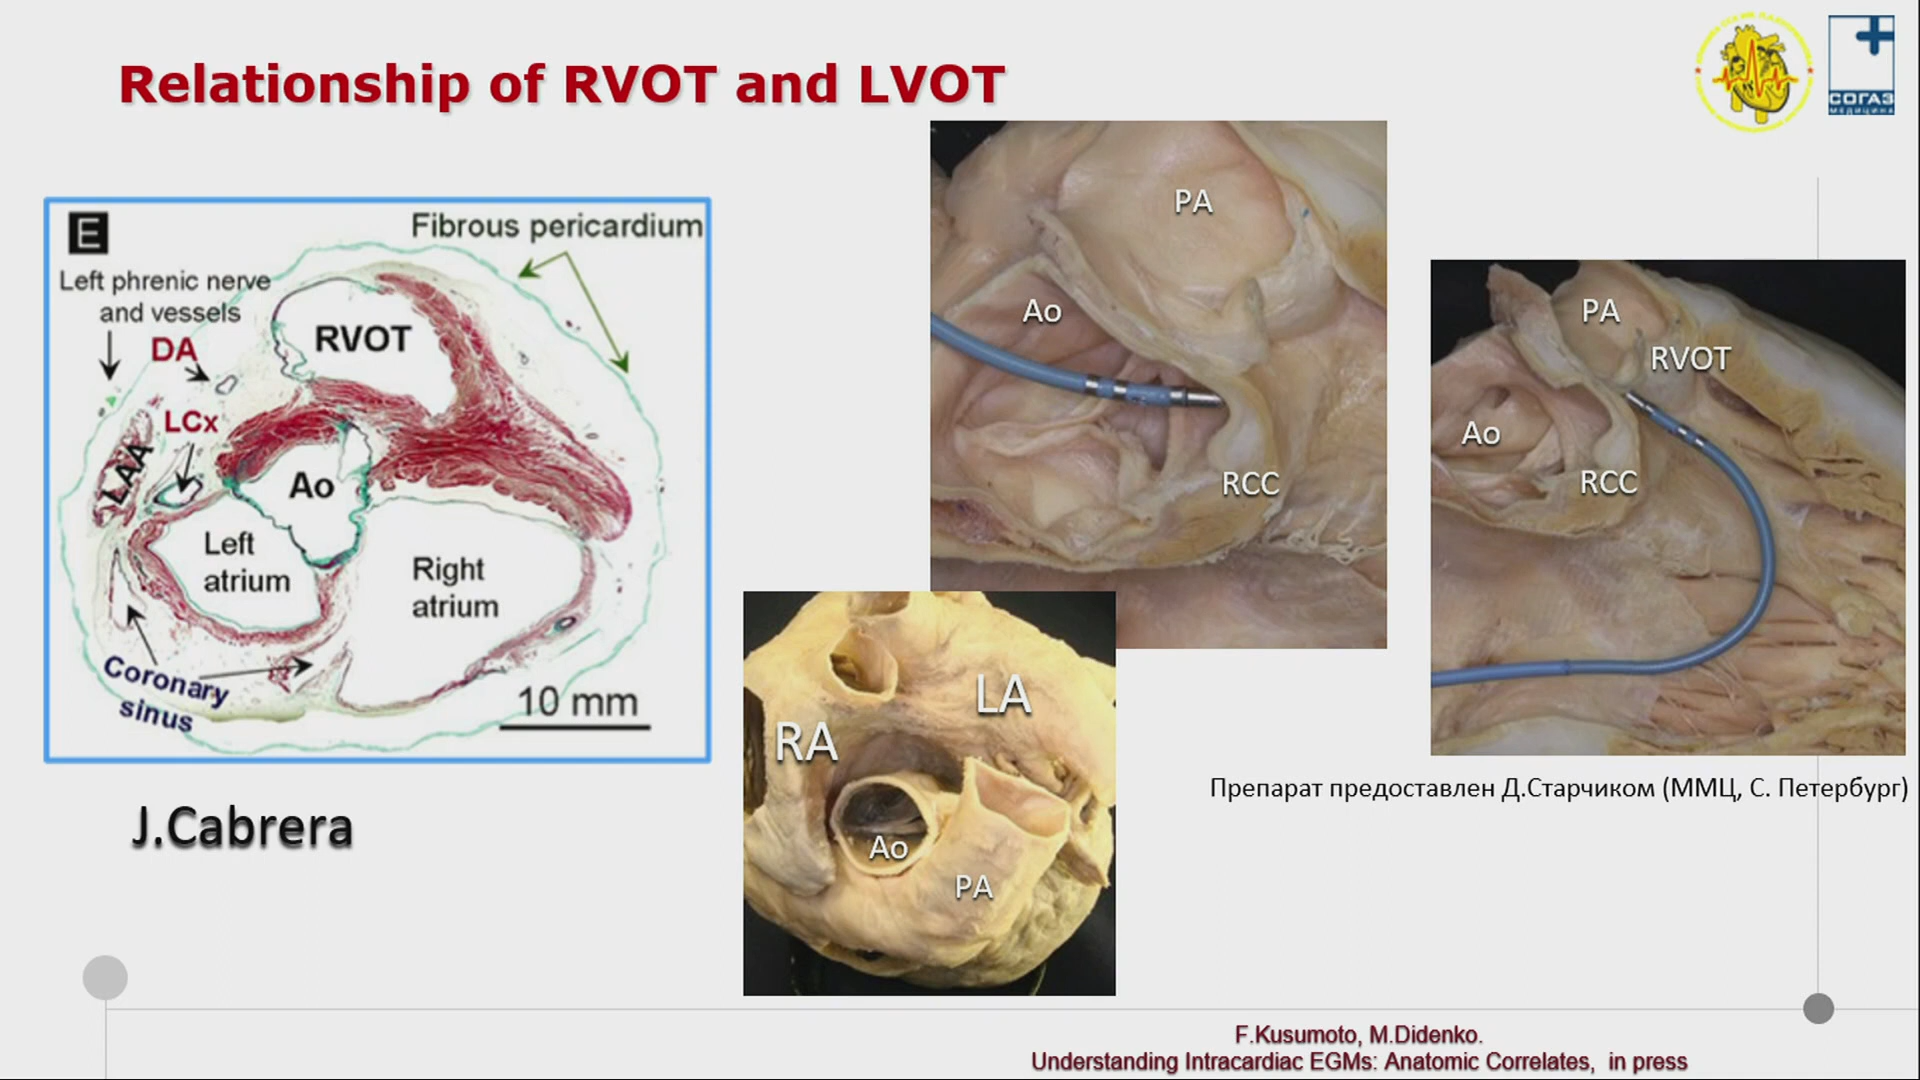 Relationship of RVOT and LVOT
СОГАЗ
медицина
E
Fibrous pericardium
Left phrenic nerve
and vessels
RVOT
DA
LCx
LAA
Ao
Left
atrium
Right
atrium
Coronary
sinus
10 mm
J.Cabrera
PA
Ao
RCC
PA
RVOT
Ao
RCC
LA
RA
Ao
PA
Препарат предоставлен Д.Старчиком (ММЦ, С. Петербург)
F.Kusumoto, M.Didenko.
Understanding Intracardiac EGMs: Anatomic Correlates, in press